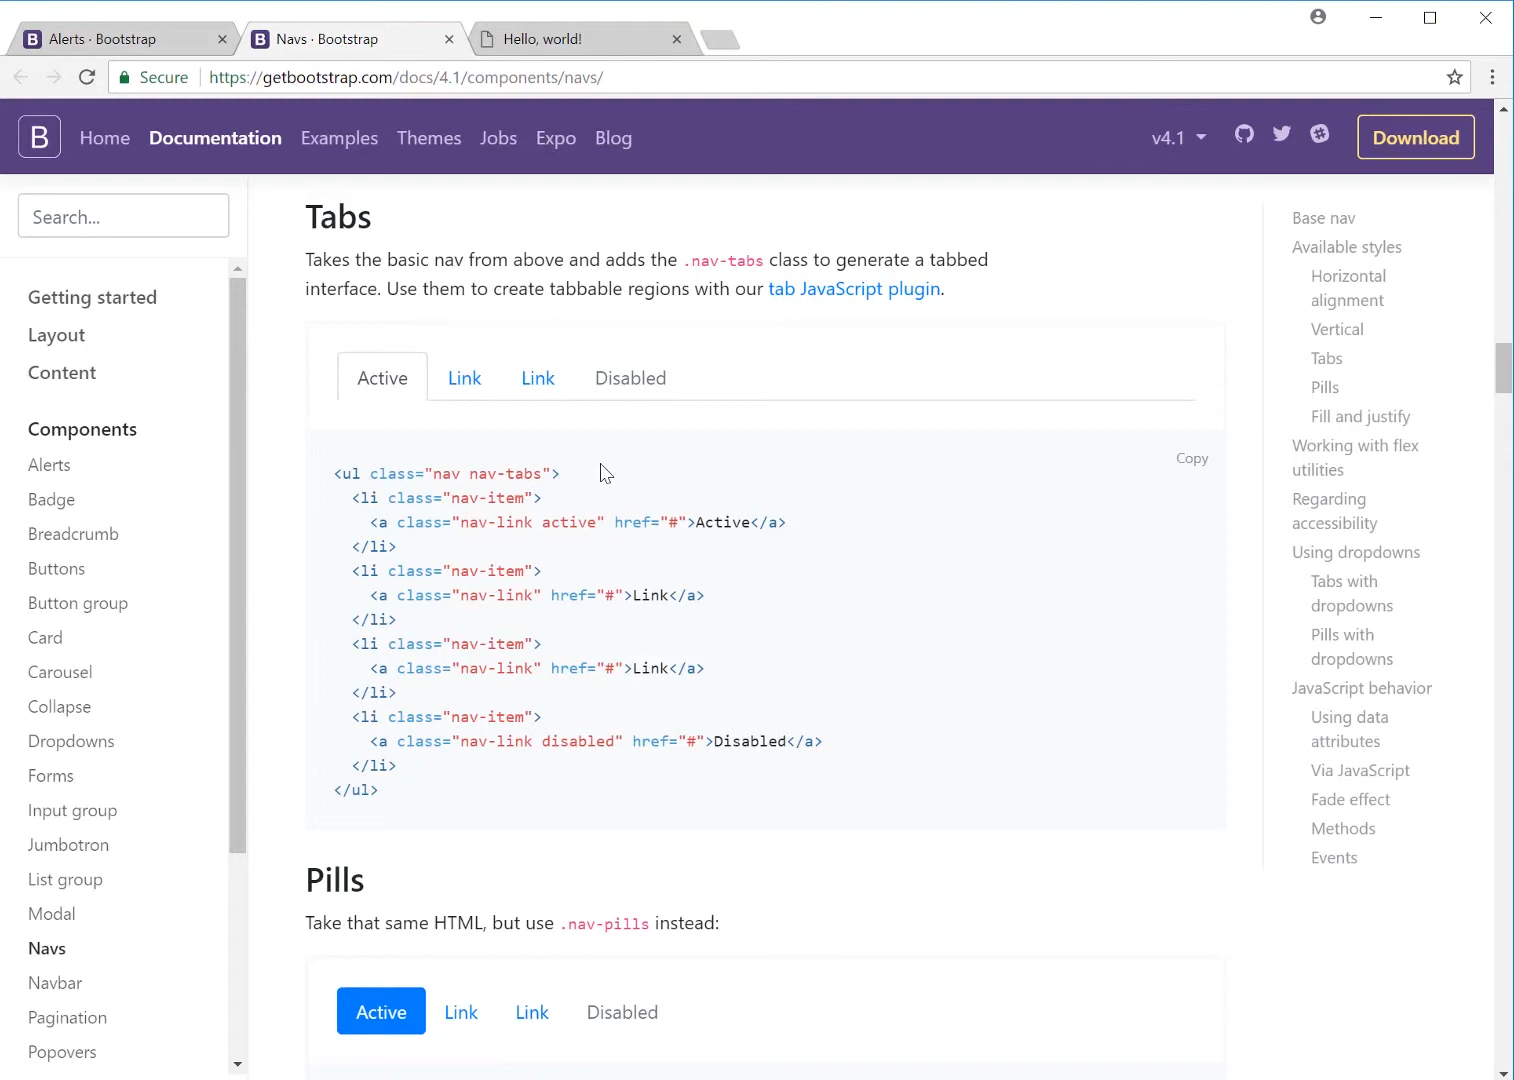 Alerts · Bootstrap
Navs · Bootstrap
Hello, world!
Secure
https://getbootstrap.com/docs/4.1/components/navs/
B
Home
Documentation
Examples
Themes
Jobs
Expo
Blog
v4.1
Download
Search...
Getting started
Layout
Content
Components
Alerts
Badge
Breadcrumb
Buttons
Button group
Card
Carousel
Collapse
Dropdowns
Forms
Input group
Jumbotron
List group
Modal
Navs
Navbar
Pagination
Popovers
Tabs
Takes the basic nav from above and adds the .nav-tabs class to generate a tabbed
interface. Use them to create tabbable regions with our tab JavaScript plugin.
Active
Link
Link
Disabled
Copy
<ul class="nav nav-tabs">
  <li class="nav-item">
    <a class="nav-link active" href="#">Active</a>
  </li>
  <li class="nav-item">
    <a class="nav-link" href="#">Link</a>
  </li>
  <li class="nav-item">
    <a class="nav-link" href="#">Link</a>
  </li>
  <li class="nav-item">
    <a class="nav-link disabled" href="#">Disabled</a>
  </li>
</ul>
Pills
Take that same HTML, but use .nav-pills instead:
Active
Link
Link
Disabled
Base nav
Available styles
Horizontal
alignment
Vertical
Tabs
Pills
Fill and justify
Working with flex
utilities
Regarding
accessibility
Using dropdowns
Tabs with
dropdowns
Pills with
dropdowns
JavaScript behavior
Using data
attributes
Via JavaScript
Fade effect
Methods
Events